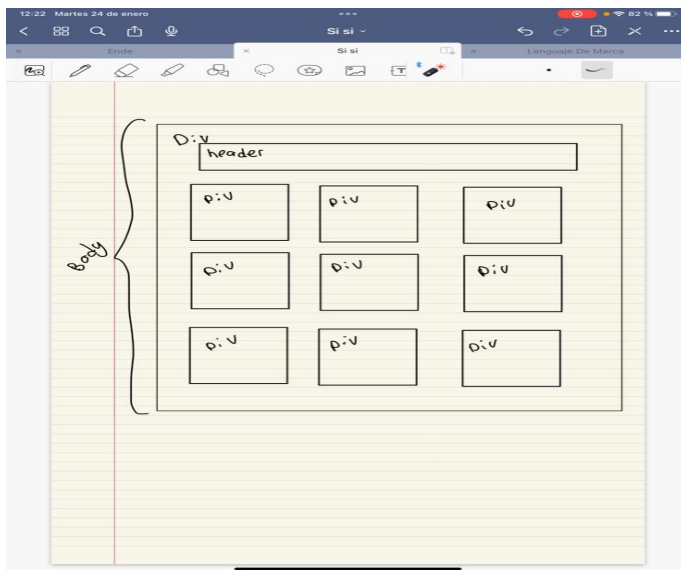 12:22 Martes 24 de enero
82 %
Si si
Ende
Si si
Lenguaje De Marca
Div
header
Div Div Div
Body
Div Div Div
Div Div Div